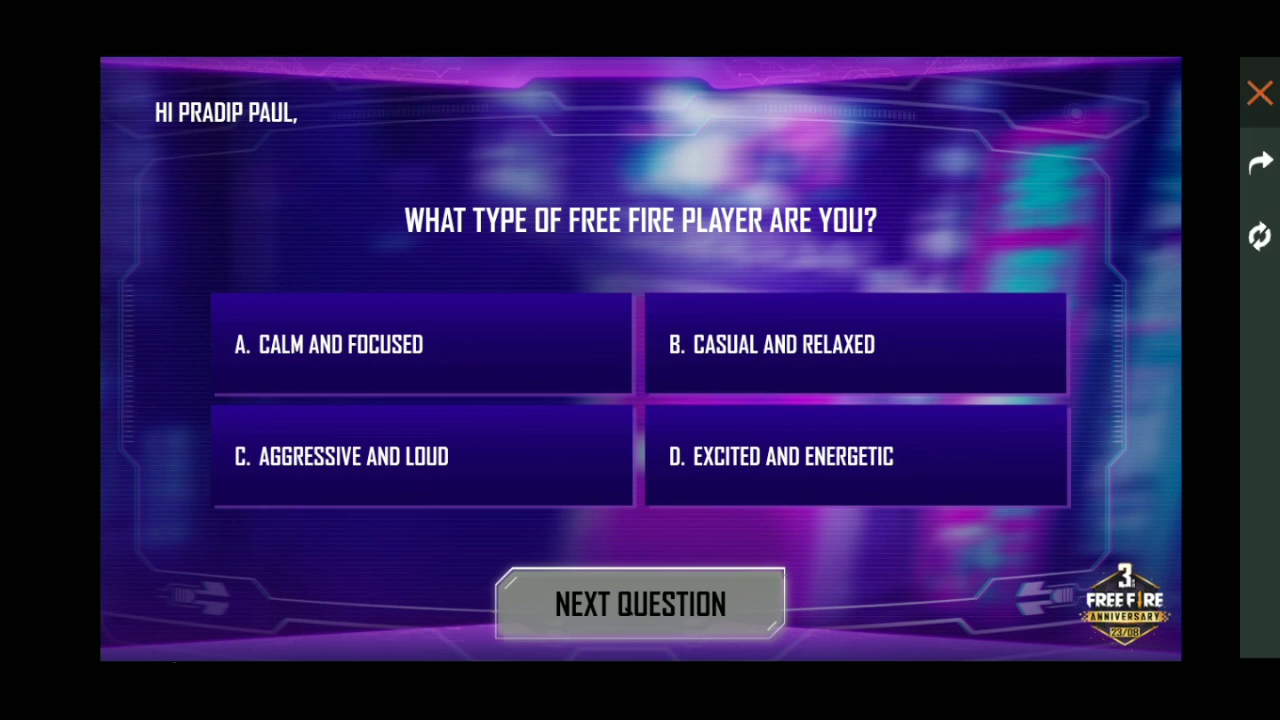 HI PRADIP PAUL,
WHAT TYPE OF FREE FIRE PLAYER ARE YOU?
A. CALM AND FOCUSED
B. CASUAL AND RELAXED
C. AGGRESSIVE AND LOUD
D. EXCITED AND ENERGETIC
NEXT QUESTION
3
FREE FIRE
ANNIVERSARY
23/08